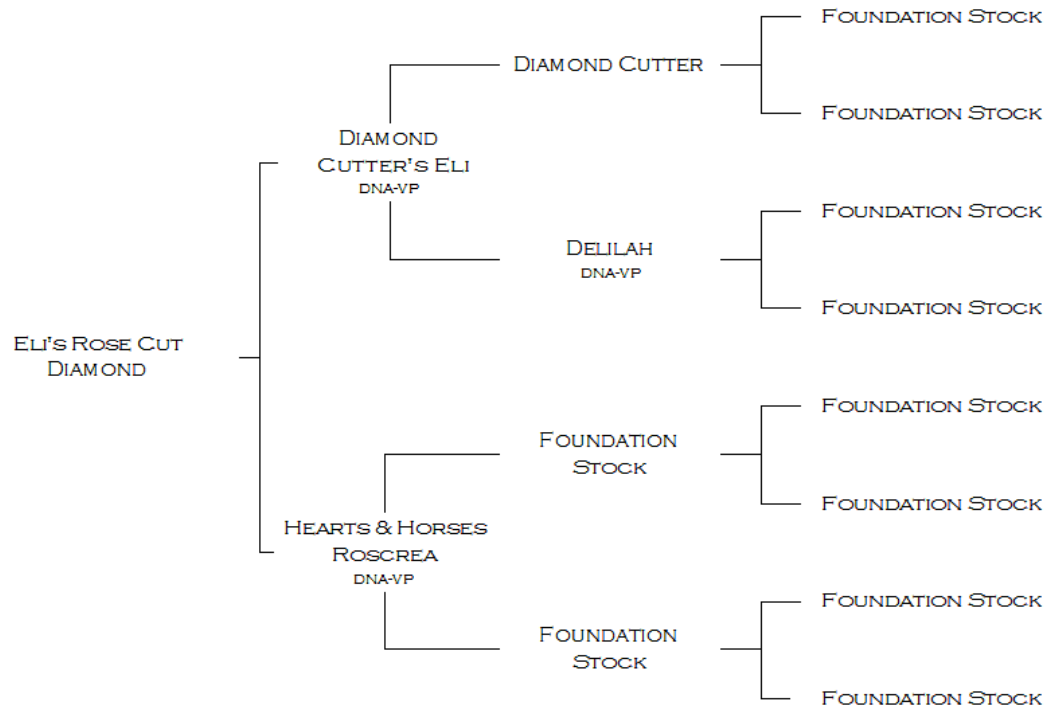 Foundation Stock
Diamond Cutter
Foundation Stock
Diamond
Cutter's Eli
DNA-VP
Foundation Stock
Delilah
DNA-VP
Foundation Stock
Eli's Rose Cut
Diamond
Foundation Stock
Foundation
Stock
Foundation Stock
Hearts & Horses
Roscrea
DNA-VP
Foundation Stock
Foundation
Stock
Foundation Stock